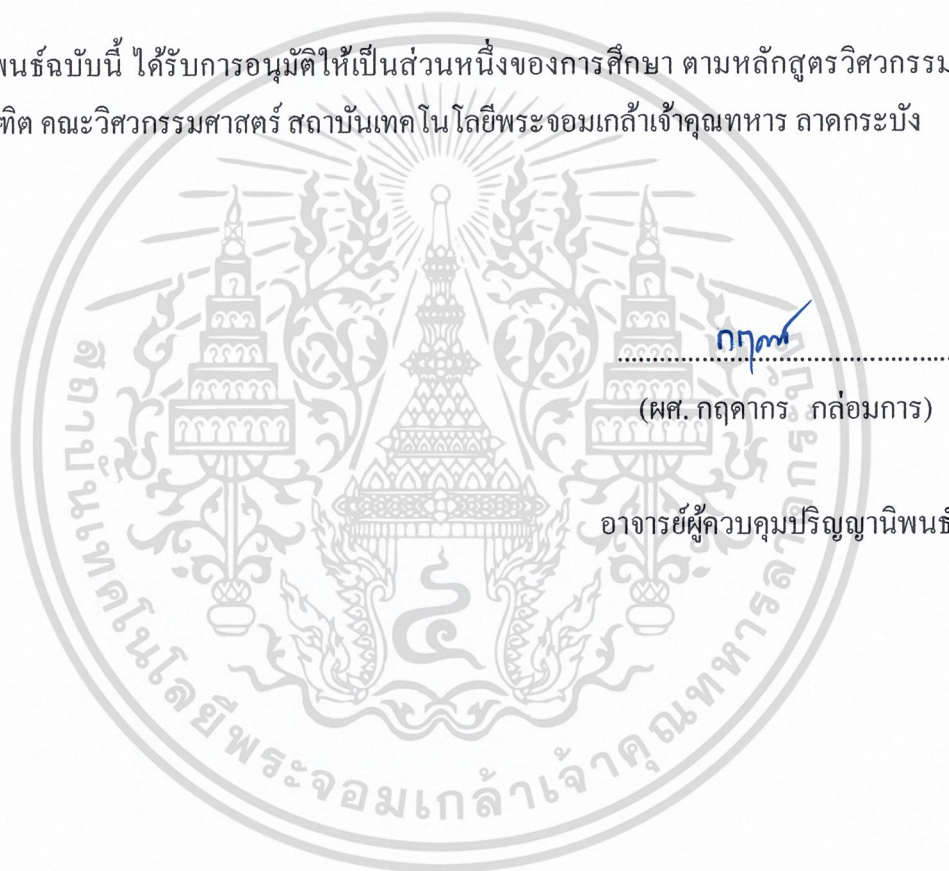 พนธ์ฉบับนี้ ได้รับการอนุมัติให้เป็นส่วนหนึ่งของการศึกษา ตามหลักสูตรวิศวกรรม
ฑิต คณะวิศวกรรมศาสตร์ สถาบันเทคโนโลยีพระจอมเกล้าเจ้าคุณทหาร ลาดกระบัง
(ผศ. กฤดากร กล่อมการ)
อาจารย์ผู้ควบคุมปริญญานิพนธ์
สถาบันเทคโนโลยีพระจอมเกล้าเจ้าคุณทหารลาดกระบัง